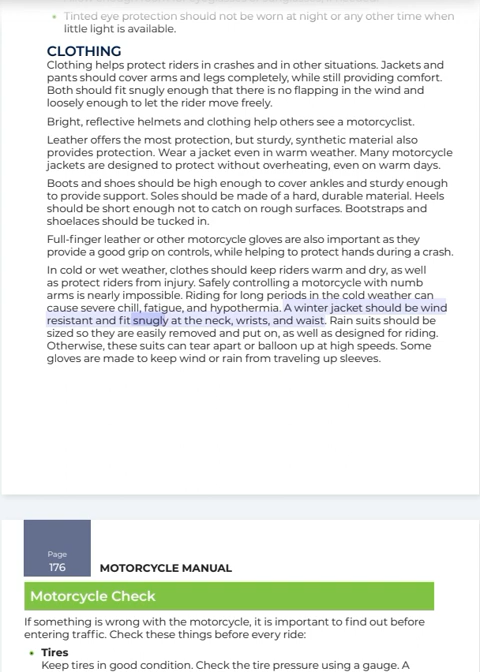 • Tinted eye protection should not be worn at night or any other time when
little light is available.
CLOTHING
Clothing helps protect riders in crashes and in other situations. Jackets and
pants should cover arms and legs completely, while still providing comfort.
Both should fit snugly enough that there is no flapping in the wind and
loosely enough to let the rider move freely.
Bright, reflective helmets and clothing help others see a motorcyclist.
Leather offers the most protection, but sturdy, synthetic material also
provides protection. Wear a jacket even in warm weather. Many motorcycle
jackets are designed to protect without overheating, even on warm days.
Boots and shoes should be high enough to cover ankles and sturdy enough
to provide support. Soles should be made of a hard, durable material. Heels
should be short enough not to catch on rough surfaces. Bootstraps and
shoelaces should be tucked in.
Full-finger leather or other motorcycle gloves are also important as they
provide a good grip on controls, while helping to protect hands during a crash.
In cold or wet weather, clothes should keep riders warm and dry, as well
as protect riders from injury. Safely controlling a motorcycle with numb
arms is nearly impossible. Riding for long periods in the cold weather can
cause severe chill, fatigue, and hypothermia. A winter jacket should be wind
resistant and fit snugly at the neck, wrists, and waist. Rain suits should be
sized so they are easily removed and put on, as well as designed for riding.
Otherwise, these suits can tear apart or balloon up at high speeds. Some
gloves are made to keep wind or rain from traveling up sleeves.
Page
176
MOTORCYCLE MANUAL
Motorcycle Check
If something is wrong with the motorcycle, it is important to find out before
entering traffic. Check these things before every ride:
• Tires
Keep tires in good condition. Check the tire pressure using a gauge. A